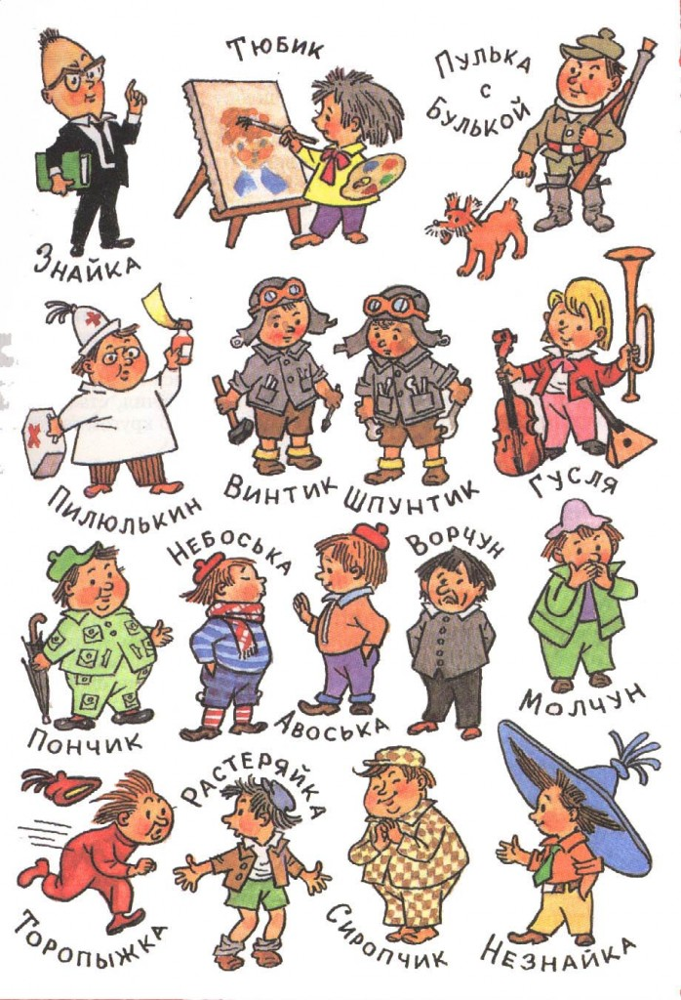 Тюбик
Пулька
с
Булькой
Знайка
Пилюлькин
Винтик
Шпунтик
Гусля
Небоська
Ворчун
Пончик
Авоська
Молчун
Растеряйка
Торопыжка
Сиропчик
Незнайка